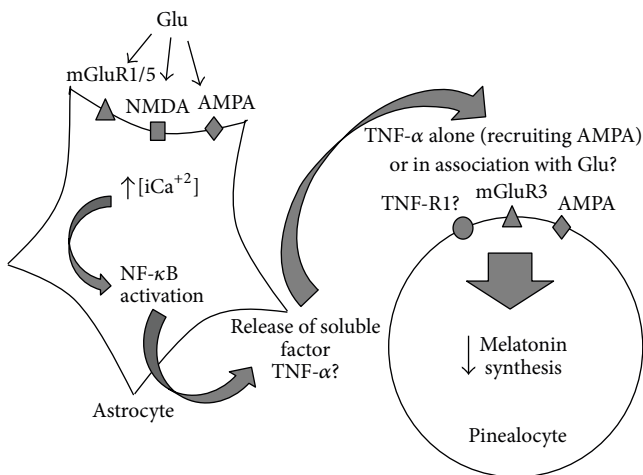 Glu
mGluR1/5
NMDA
AMPA
↑[iCa⁺²]
NF-κB
activation
Astrocyte
Release of soluble
factor
TNF-α?
TNF-α alone (recruiting AMPA)
or in association with Glu?
TNF-R1?
mGluR3
AMPA
↓ Melatonin
synthesis
Pinealocyte